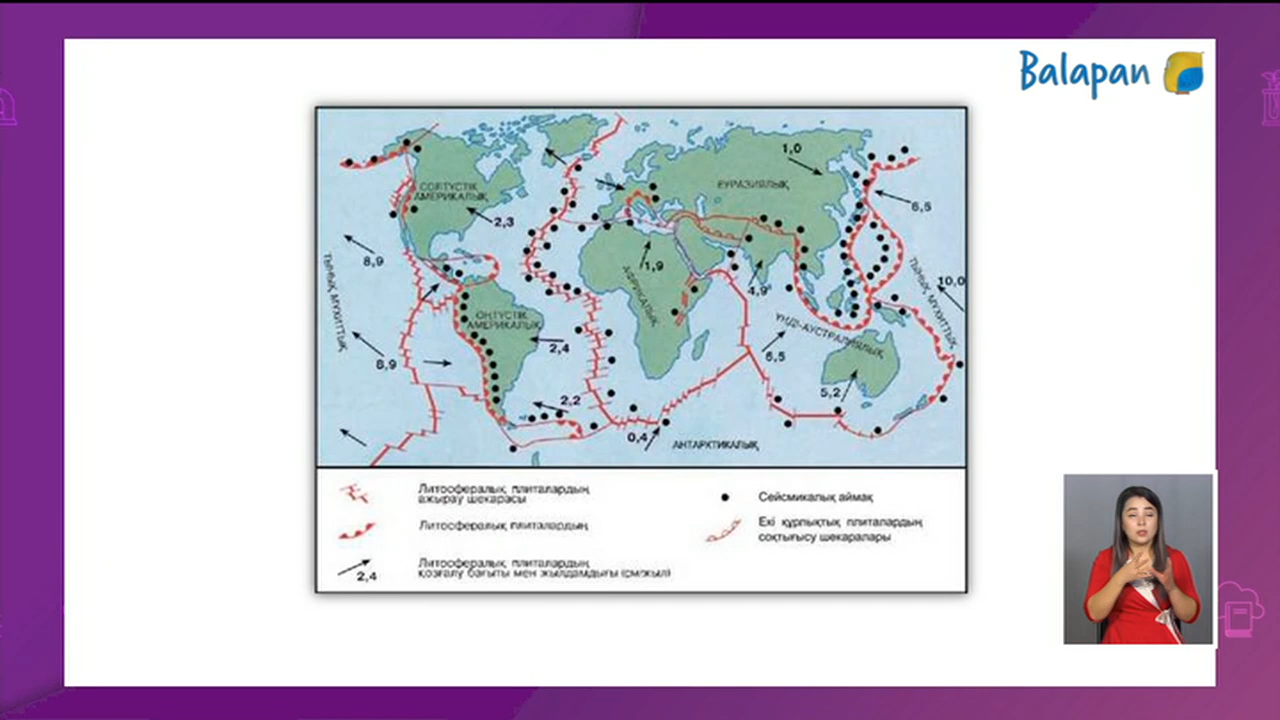 Balapan
СОЛТҮСТІК
АМЕРИКАЛЫҚ
2,3
8,9
ТЫНЫҚ МҰХИТТЫҚ
8,9
ОҢТҮСТІК
АМЕРИКАЛЫҚ
2,4
2,2
0,4
АНТАРКТИКАЛЫҚ
АФРИКАЛЫҚ
1,9
ЕУРАЗИЯЛЫҚ
1,0
4,9
6,5
ҮНДІ-АУСТРАЛИЯЛЫҚ
5,2
6,5
10,0
ТЫНЫҚ МҰХИТТЫҚ
Литосфералық плиталардың
ажырау шекарасы
Литосфералық плиталардың
2,4
Литосфералық плиталардың
қозғалу бағыты мен жылдамдығы (см/жыл)
Сейсмикалық аймақ
Екі құрлықтық плиталардың
соқтығысу шекаралары